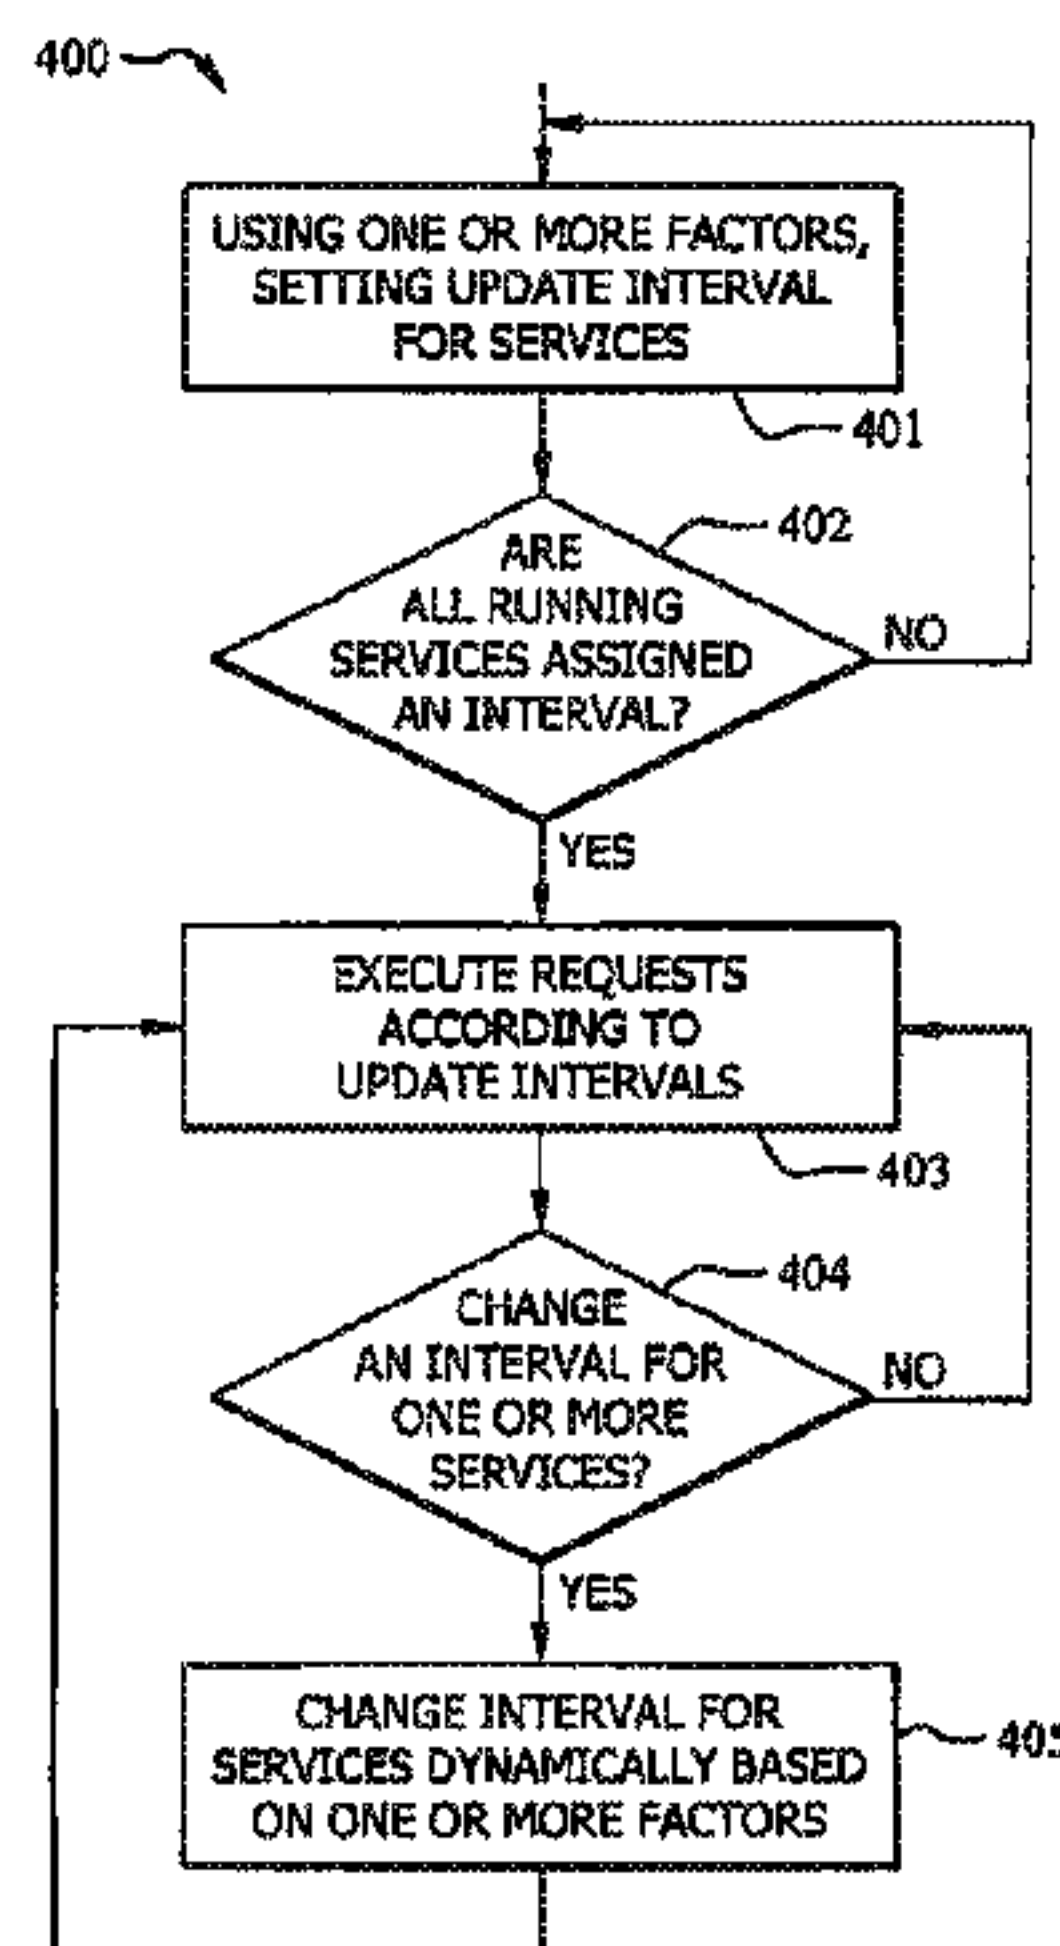 400
USING ONE OR MORE FACTORS,
SETTING UPDATE INTERVAL
FOR SERVICES
401
402
ARE
ALL RUNNING
SERVICES ASSIGNED
AN INTERVAL?
NO
YES
EXECUTE REQUESTS
ACCORDING TO
UPDATE INTERVALS
403
404
CHANGE
AN INTERVAL FOR
ONE OR MORE
SERVICES?
NO
YES
CHANGE INTERVAL FOR
SERVICES DYNAMICALLY BASED
ON ONE OR MORE FACTORS
405